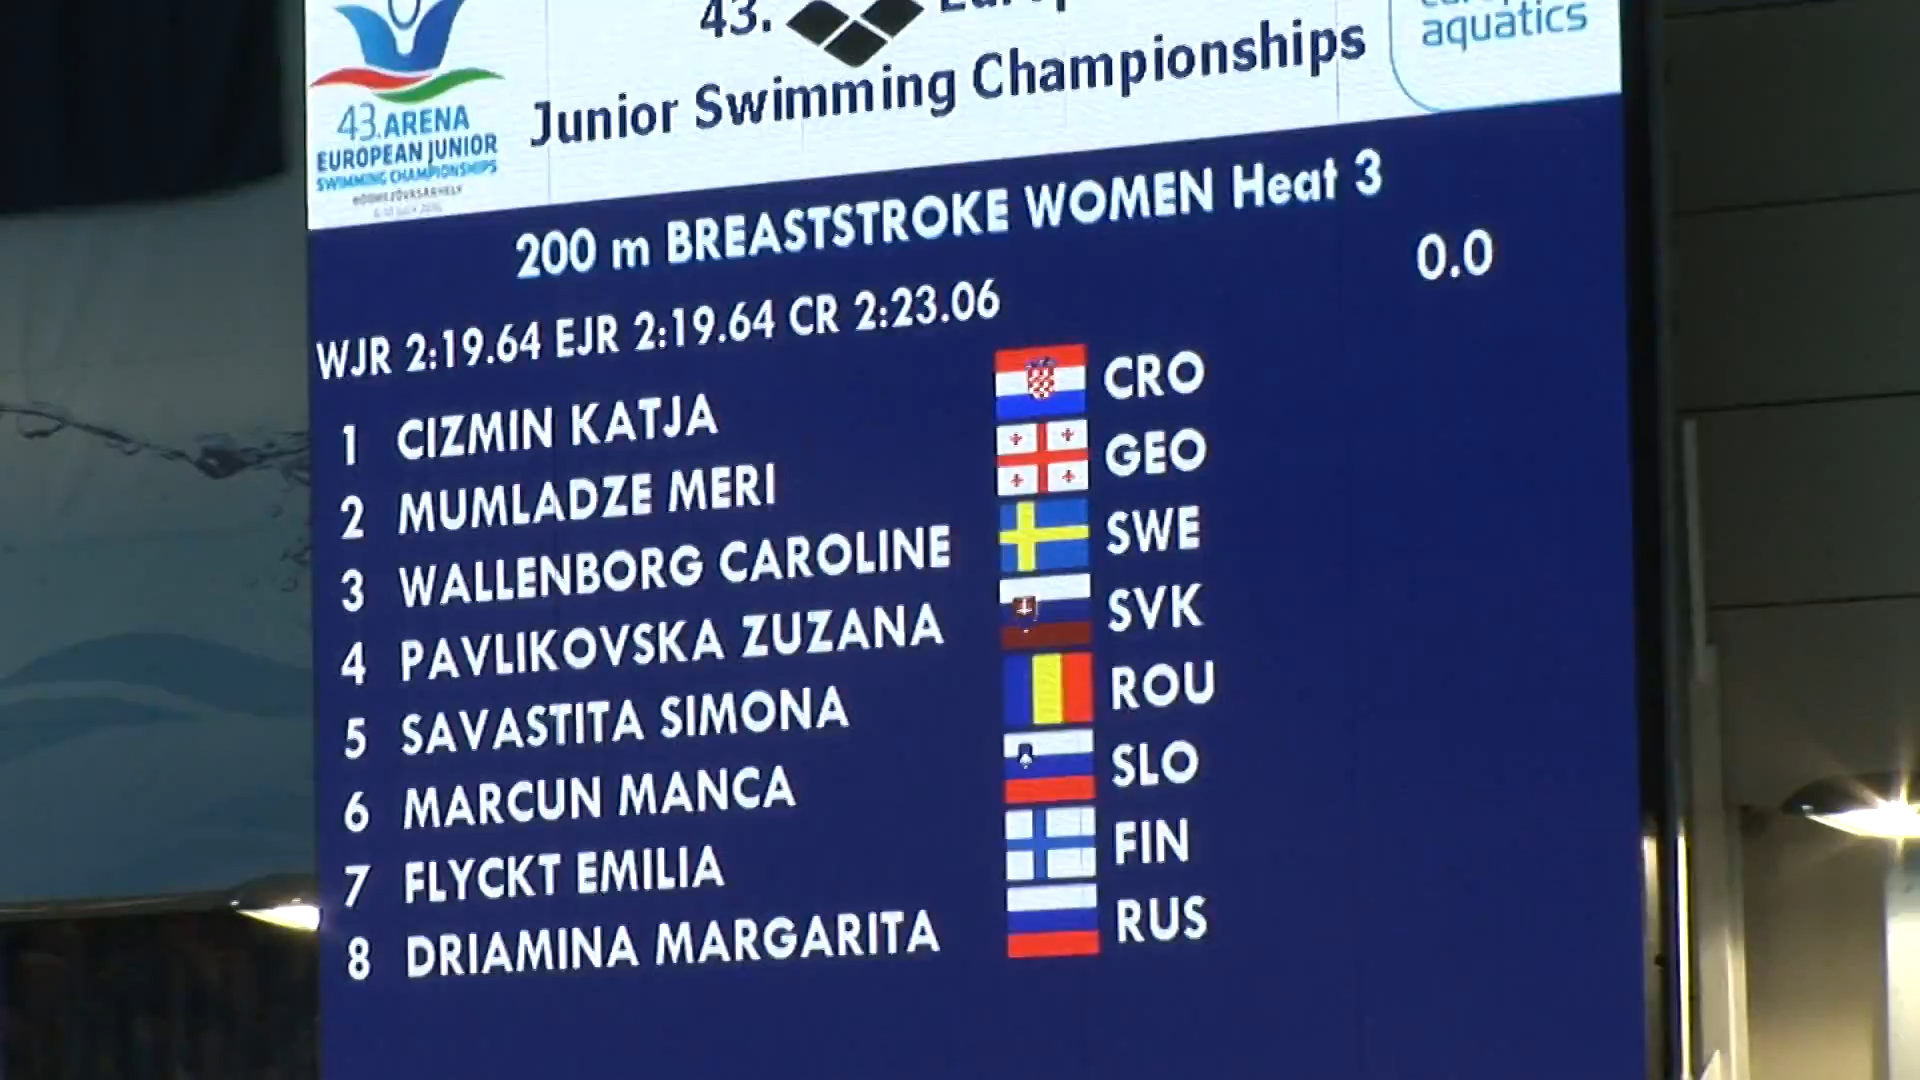 43.
Junior Swimming Championships
aquatics
43. ARENA
EUROPEAN JUNIOR
SWIMMING CHAMPIONSHIPS
200 m BREASTSTROKE WOMEN Heat 3
0.0
WJR 2:19.64 EJR 2:19.64 CR 2:23.06
1 CIZMIN KATJA CRO
2 MUMLADZE MERI GEO
3 WALLENBORG CAROLINE SWE
4 PAVLIKOVSKA ZUZANA SVK
5 SAVASTITA SIMONA ROU
6 MARCUN MANCA SLO
7 FLYCKT EMILIA FIN
8 DRIAMINA MARGARITA RUS